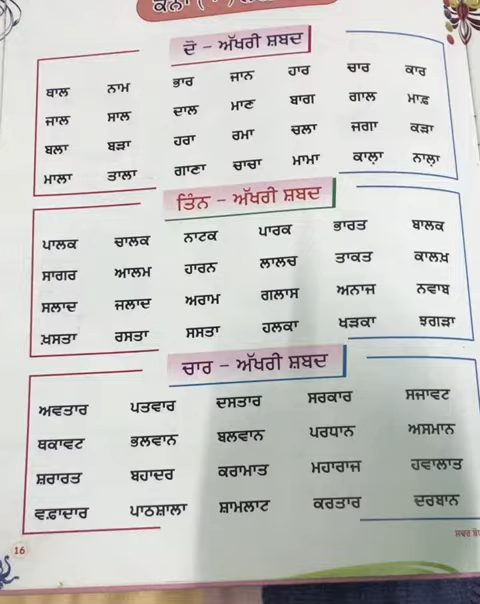 ਦੋ – ਅੱਖਰੀ ਸ਼ਬਦ
ਥਾਲ ਨਾਮ ਭਾਰ ਜਾਨ ਹਾਰ ਚਾਰ ਕਾਰ
ਜਾਲ ਸਾਲ ਦਾਲ ਮਾਣ ਬਾਗ ਗਾਲ ਮਾਫ਼
ਬਲਾ ਬੜਾ ਹਰਾ ਰਮਾ ਚਲਾ ਜਗਾ ਕੜਾ
ਮਾਲਾ ਤਾਲਾ ਗਾਣਾ ਚਾਚਾ ਮਾਮਾ ਕਾਲ਼ਾ ਨਾਲ਼ਾ
ਤਿੰਨ – ਅੱਖਰੀ ਸ਼ਬਦ
ਪਾਲਕ ਚਾਲਕ ਨਾਟਕ ਪਾਰਕ ਭਾਰਤ ਬਾਲਕ
ਸਾਗਰ ਆਲਮ ਹਾਰਨ ਲਾਲਚ ਤਾਕਤ ਕਾਲਖ਼
ਸਲਾਦ ਜਲਾਦ ਅਰਾਮ ਗਲਾਸ ਅਨਾਜ ਨਵਾਬ
ਖ਼ਸਤਾ ਰਸਤਾ ਸਸਤਾ ਹਲਕਾ ਖੜਕਾ ਝਗੜਾ
ਚਾਰ – ਅੱਖਰੀ ਸ਼ਬਦ
ਅਵਤਾਰ ਪਤਵਾਰ ਦਸਤਾਰ ਸਰਕਾਰ ਸਜਾਵਟ
ਥਕਾਵਟ ਭਲਵਾਨ ਬਲਵਾਨ ਪਰਧਾਨ ਅਸਮਾਨ
ਸ਼ਰਾਰਤ ਬਹਾਦਰ ਕਰਾਮਾਤ ਮਹਾਰਾਜ ਹਵਾਲਾਤ
ਵਫ਼ਾਦਾਰ ਪਾਠਸ਼ਾਲਾ ਸ਼ਾਮਲਾਟ ਕਰਤਾਰ ਦਰਬਾਨ
16